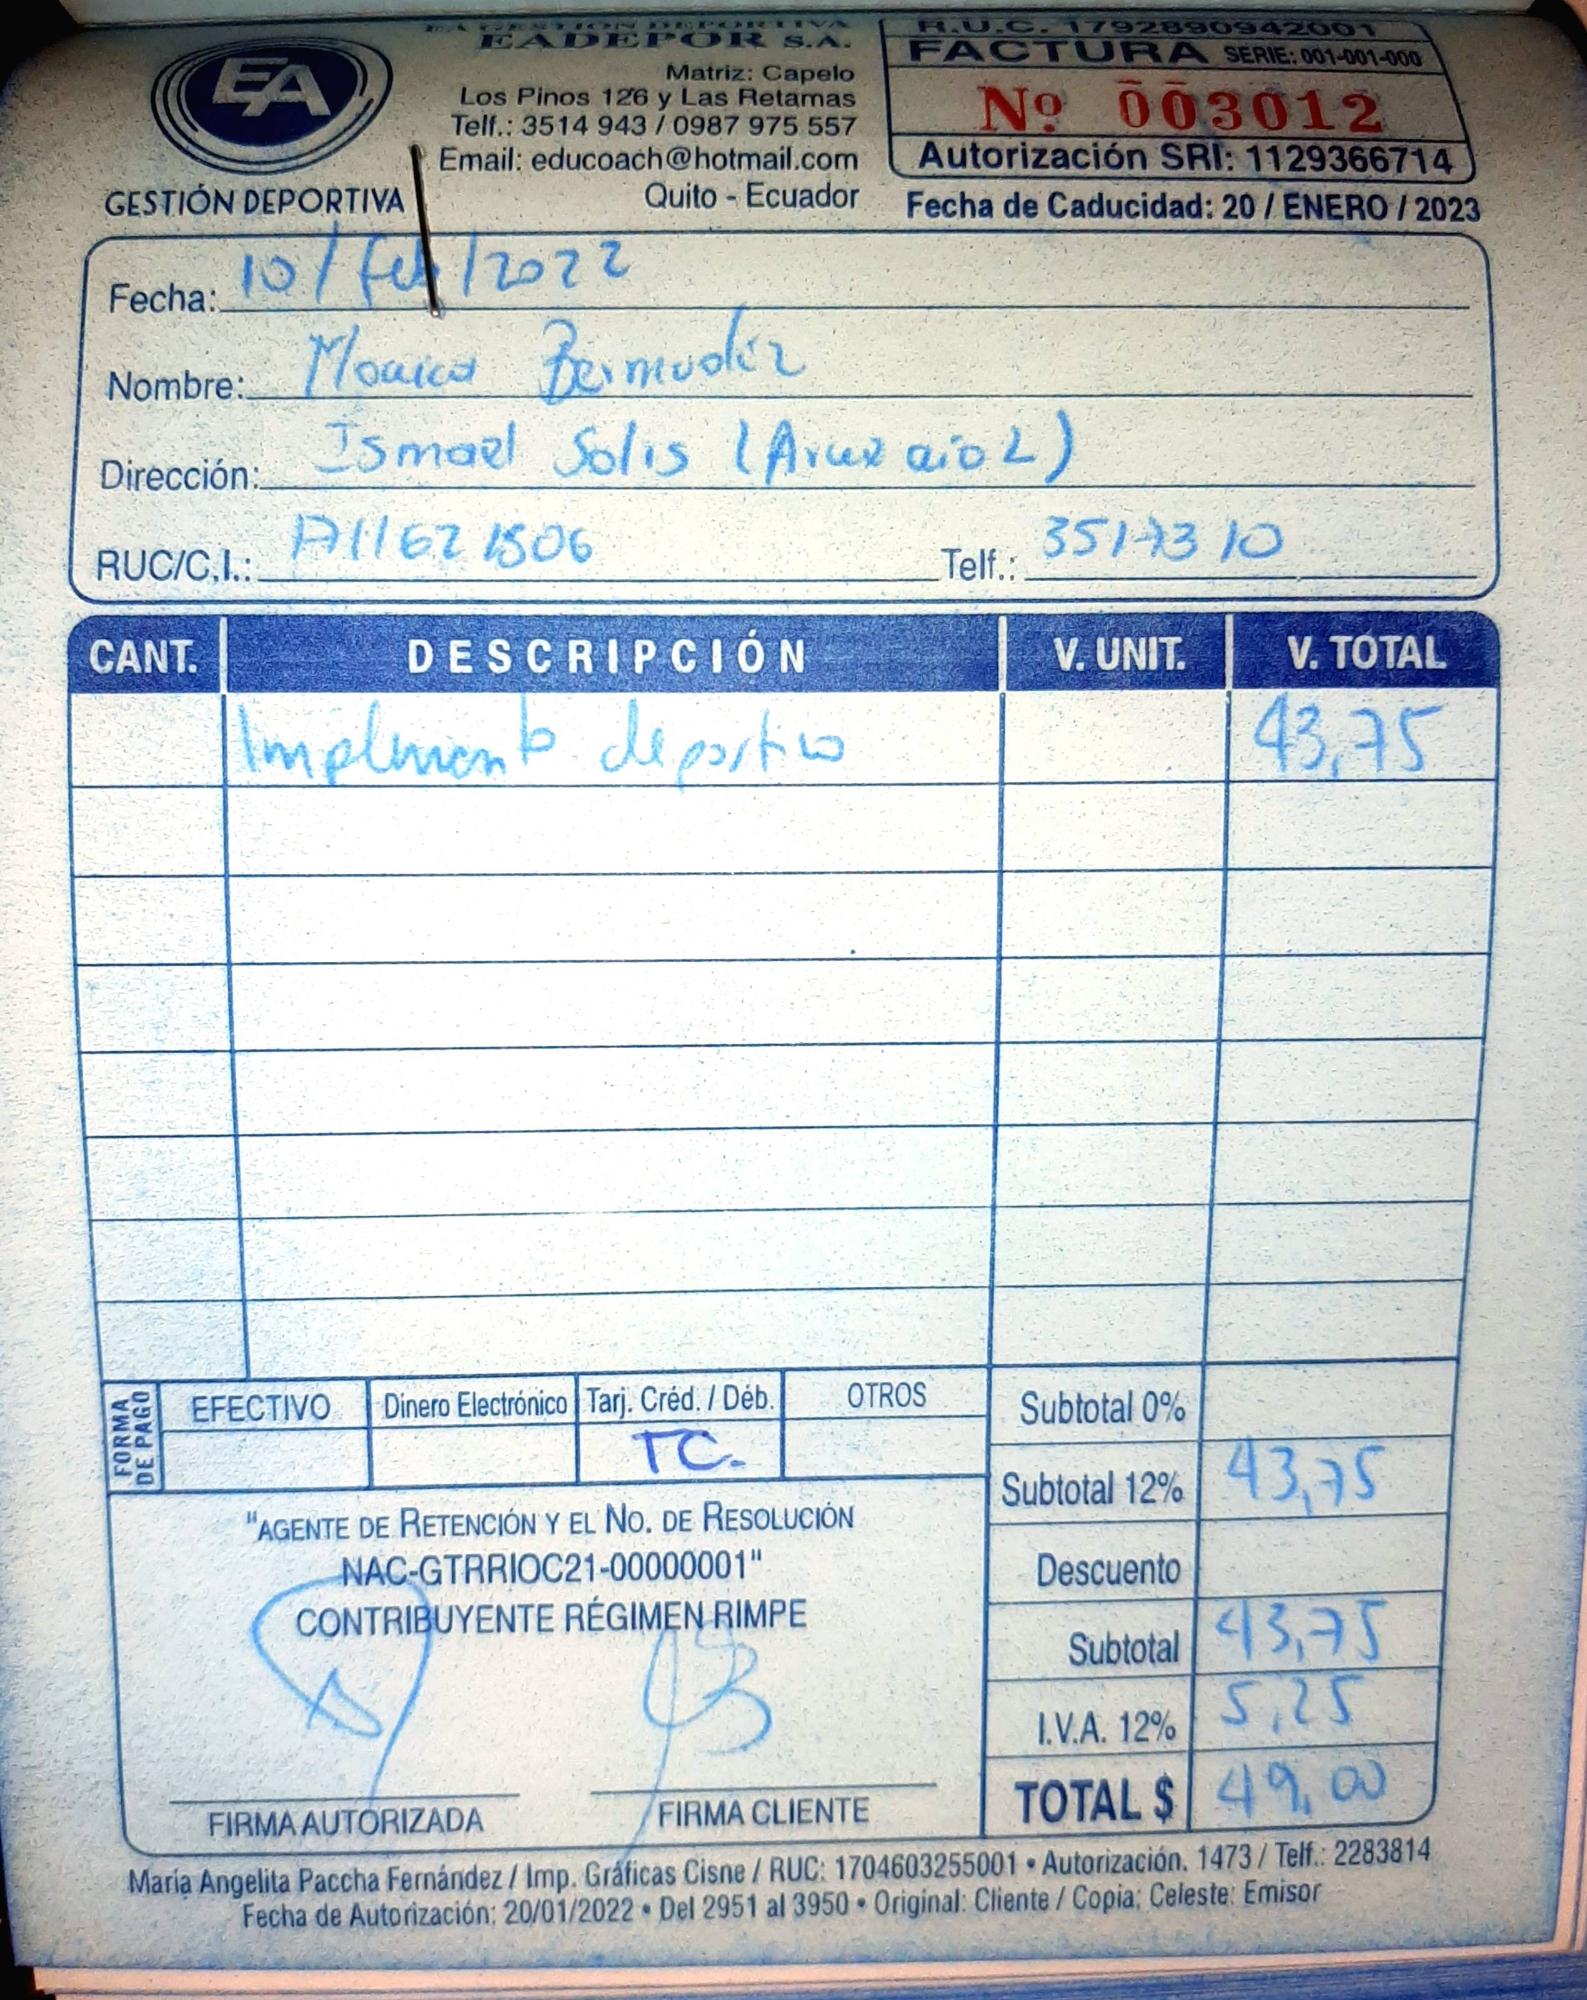 EA GESTIÓN DEPORTIVA
EADEPOR S.A.
Matriz: Capelo
Los Pinos 126 y Las Retamas
Telf.: 3514 943 / 0987 975 557
Email: educoach@hotmail.com
Quito - Ecuador
EA
GESTIÓN DEPORTIVA
R.U.C. 1792890942001
FACTURA SERIE: 001-001-000
Nº 003012
Autorización SRI: 1129366714
Fecha de Caducidad: 20 / ENERO / 2023
Fecha: 10/feb/2022
Nombre: Monica Bermudez
Dirección: Ismael Solis
RUC/C.I.: Telf.: 3517310
CANT. DESCRIPCIÓN V. UNIT. V. TOTAL
Implemento deportivo 43,75
FORMA DE PAGO
EFECTIVO Dinero Electrónico Tarj. Créd. / Déb. OTROS
TC.
Subtotal 0%
Subtotal 12% 43,75
Descuento
Subtotal 43,75
I.V.A. 12% 5,25
TOTAL $ 49,00
"AGENTE DE RETENCIÓN Y EL NO. DE RESOLUCIÓN
NAC-GTRRIOC21-00000001"
CONTRIBUYENTE RÉGIMEN RIMPE
FIRMA AUTORIZADA FIRMA CLIENTE
María Angelita Paccha Fernández / Imp. Gráficas Cisne / RUC: 1704603255001 • Autorización. 1473 / Telf.: 2283814
Fecha de Autorización: 20/01/2022 • Del 2951 al 3950 • Original: Cliente / Copia: Celeste: Emisor